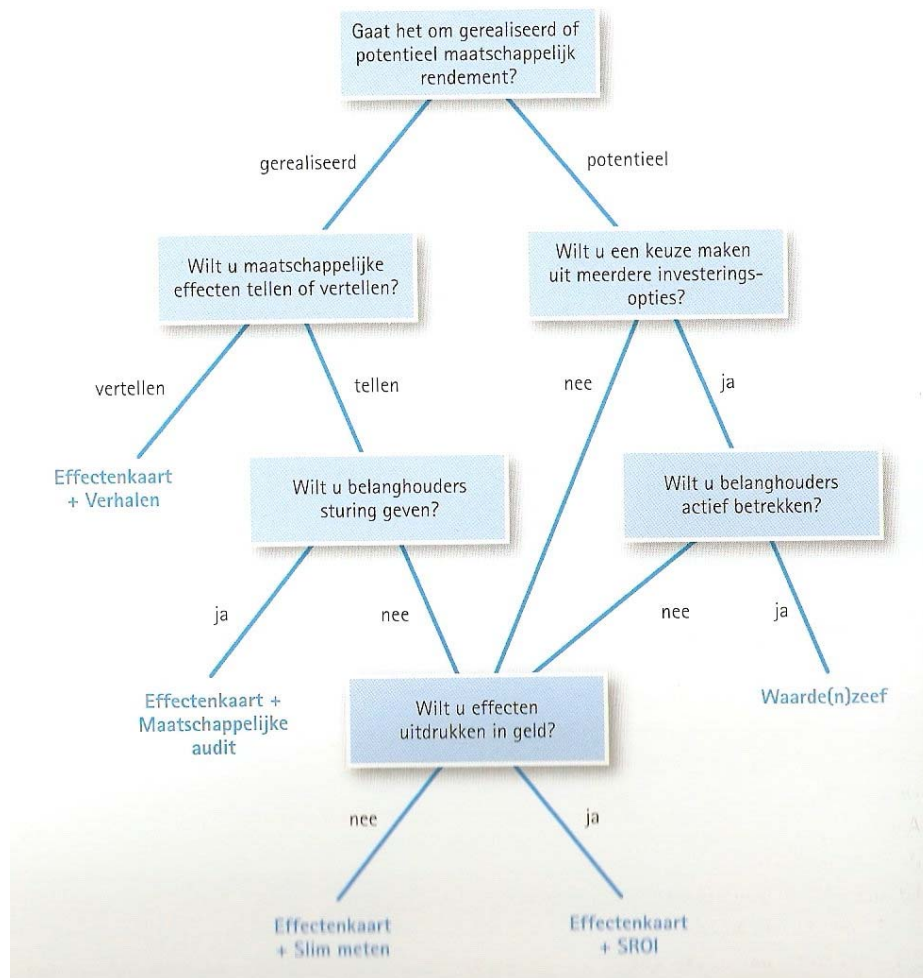 Gaat het om gerealiseerd of
potentieel maatschappelijk
rendement?
gerealiseerd
potentieel
Wilt u maatschappelijke
effecten tellen of vertellen?
Wilt u een keuze maken
uit meerdere investerings-
opties?
vertellen
tellen
nee
ja
Effectenkaart
+ Verhalen
Wilt u belanghouders
sturing geven?
Wilt u belanghouders
actief betrekken?
ja
nee
nee
ja
Effectenkaart +
Maatschappelijke
audit
Wilt u effecten
uitdrukken in geld?
Waarde(n)zeef
nee
ja
Effectenkaart
+ Slim meten
Effectenkaart
+ SROI